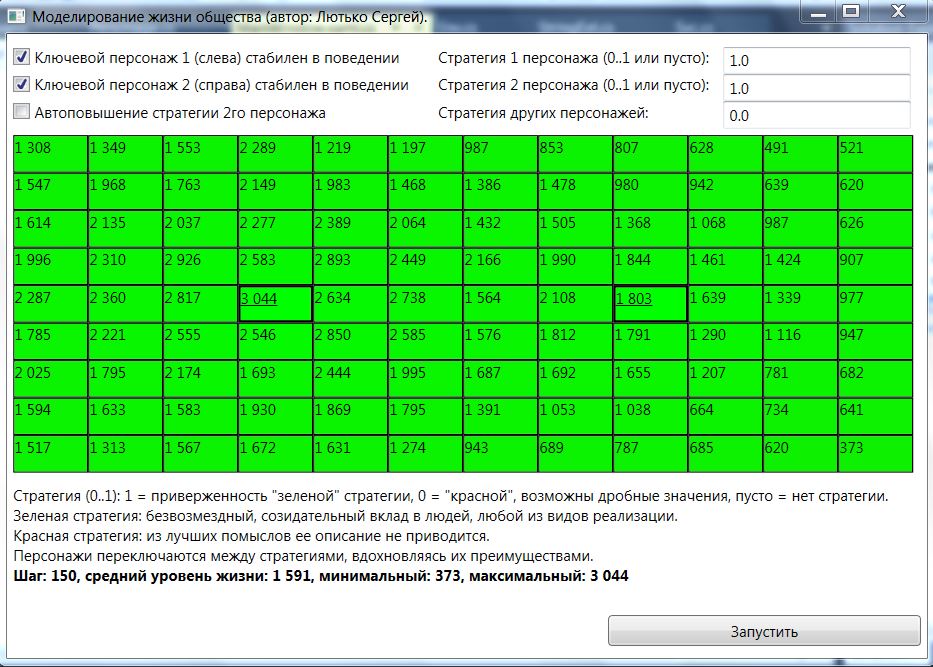 Моделирование жизни общества (автор: Лютько Сергей).
Ключевой персонаж 1 (слева) стабилен в поведении Стратегия 1 персонажа (0..1 или пусто): 1.0
Ключевой персонаж 2 (справа) стабилен в поведении Стратегия 2 персонажа (0..1 или пусто): 1.0
Автоповышение стратегии 2го персонажа Стратегия других персонажей: 0.0
1 308 1 349 1 553 2 289 1 219 1 197 987 853 807 628 491 521
1 547 1 968 1 763 2 149 1 983 1 468 1 386 1 478 980 942 639 620
1 614 2 135 2 037 2 277 2 389 2 064 1 432 1 505 1 368 1 068 987 626
1 996 2 310 2 926 2 583 2 893 2 449 2 166 1 990 1 844 1 461 1 424 907
2 287 2 360 2 817 3 044 2 634 2 738 1 564 2 108 1 803 1 639 1 339 977
1 785 2 221 2 555 2 546 2 850 2 585 1 576 1 812 1 791 1 290 1 116 947
2 025 1 795 2 174 1 693 2 444 1 995 1 687 1 692 1 655 1 207 781 682
1 594 1 633 1 583 1 930 1 869 1 795 1 391 1 053 1 038 664 734 641
1 517 1 313 1 567 1 672 1 631 1 274 943 689 787 685 620 373
Стратегия (0..1): 1 = приверженность "зеленой" стратегии, 0 = "красной", возможны дробные значения, пусто = нет стратегии.
Зеленая стратегия: безвозмездный, созидательный вклад в людей, любой из видов реализации.
Красная стратегия: из лучших помыслов ее описание не приводится.
Персонажи переключаются между стратегиями, вдохновляясь их преимуществами.
Шаг: 150, средний уровень жизни: 1 591, минимальный: 373, максимальный: 3 044
Запустить